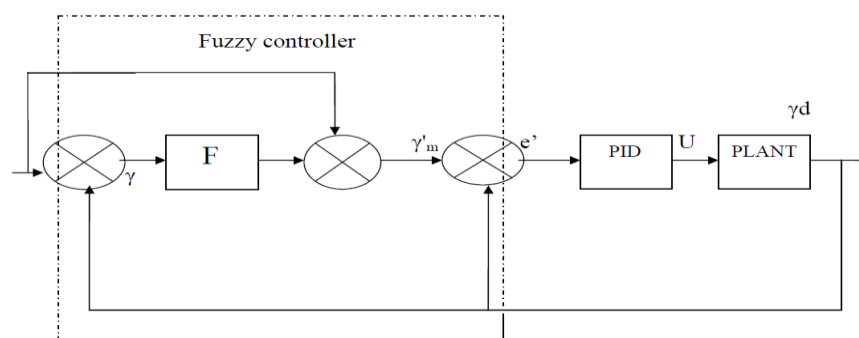 Fuzzy controller
γd
γ'm
e’
U
F
PID
PLANT
γ